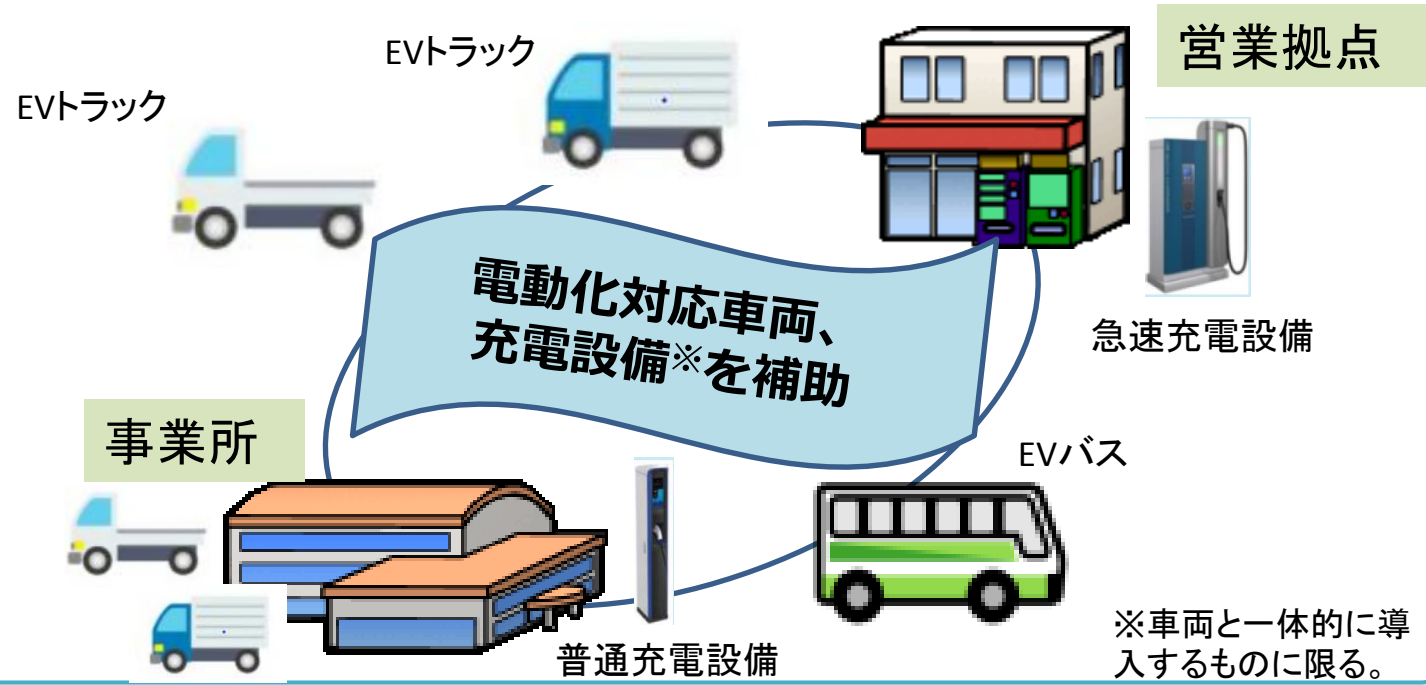 EVトラック
営業拠点
EVトラック
電動化対応車両、
充電設備※を補助
急速充電設備
事業所
EVバス
普通充電設備
※車両と一体的に導
入するものに限る。